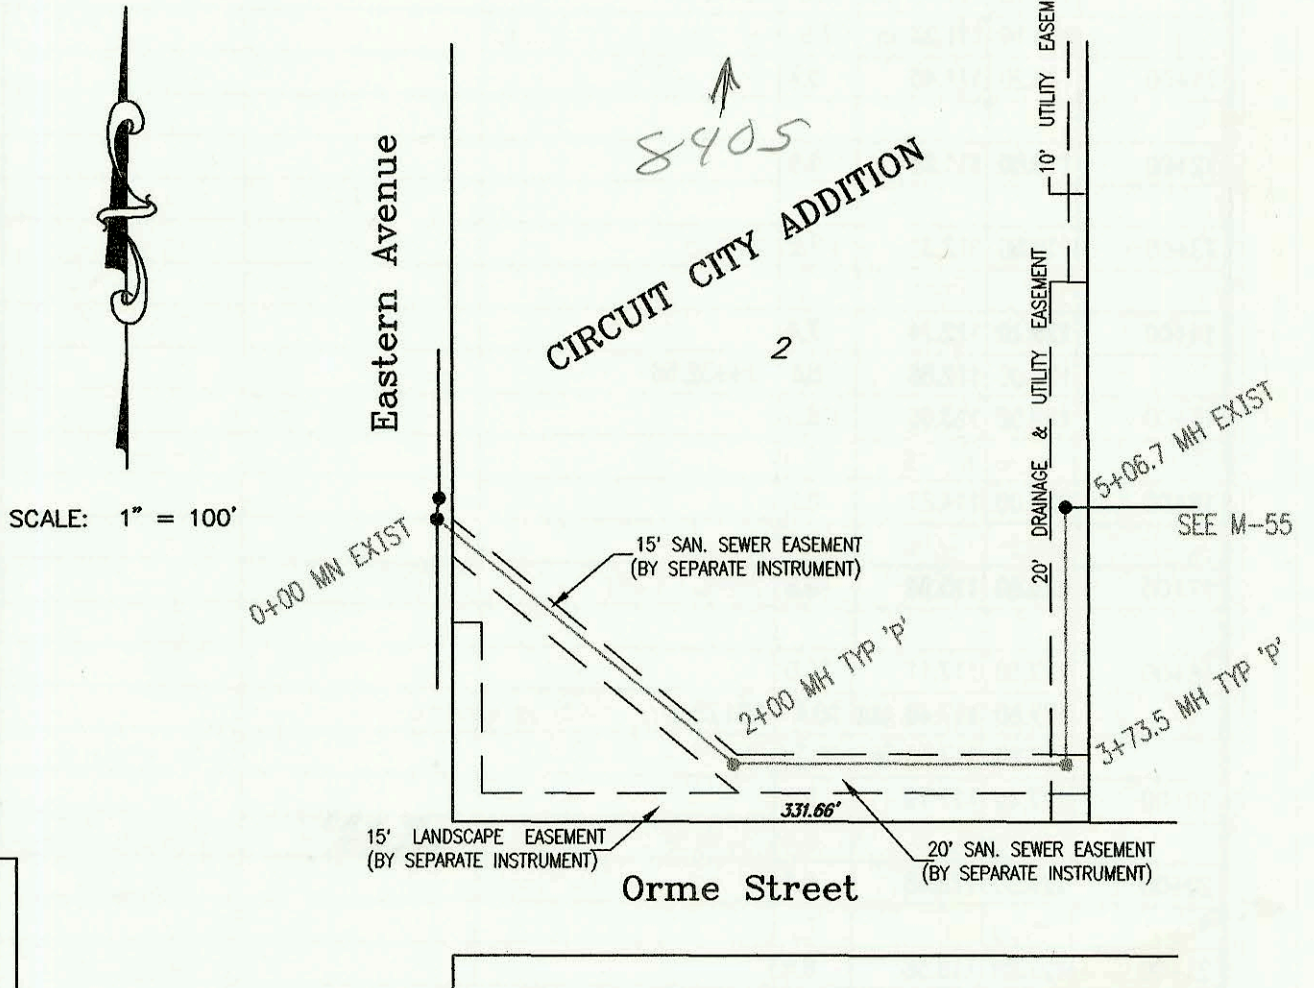 10' UTILITY EASEM
8405
CIRCUIT CITY ADDITION
Eastern Avenue
2
20' DRAINAGE & UTILITY EASEMENT
5+06.7 MH EXIST
SCALE: 1" = 100'
SEE M-55
0+00 MN EXIST
15' SAN. SEWER EASEMENT
(BY SEPARATE INSTRUMENT)
2+00 MH TYP 'P'
3+73.5 MH TYP 'P'
331.66'
15' LANDSCAPE EASEMENT
(BY SEPARATE INSTRUMENT)
20' SAN. SEWER EASEMENT
(BY SEPARATE INSTRUMENT)
Orme Street